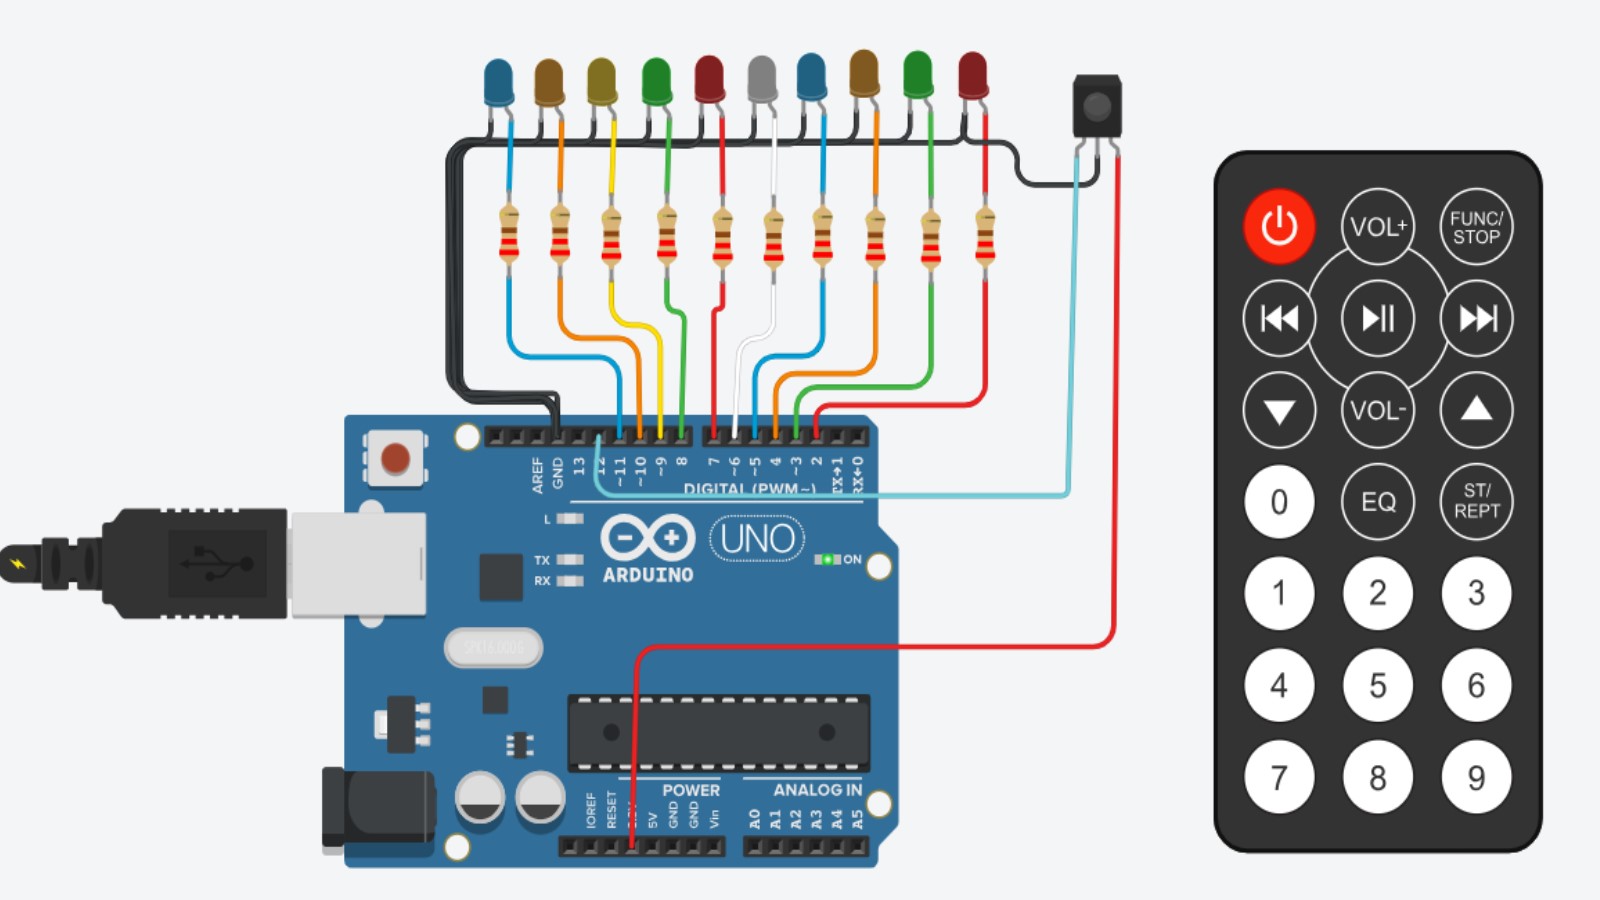 AREF
GND
13
12
~11
~10
~9
8
7
~6
~5
4
~3
2
TX→1
RX←0
DIGITAL (PWM~)
L
TX
RX
ARDUINO
UNO
ON
POWER
ANALOG IN
IOREF
RESET
5V
GND
GND
Vin
A0
A1
A2
A3
A4
A5
VOL+
FUNC/
STOP
VOL-
0
EQ
ST/
REPT
1
2
3
4
5
6
7
8
9